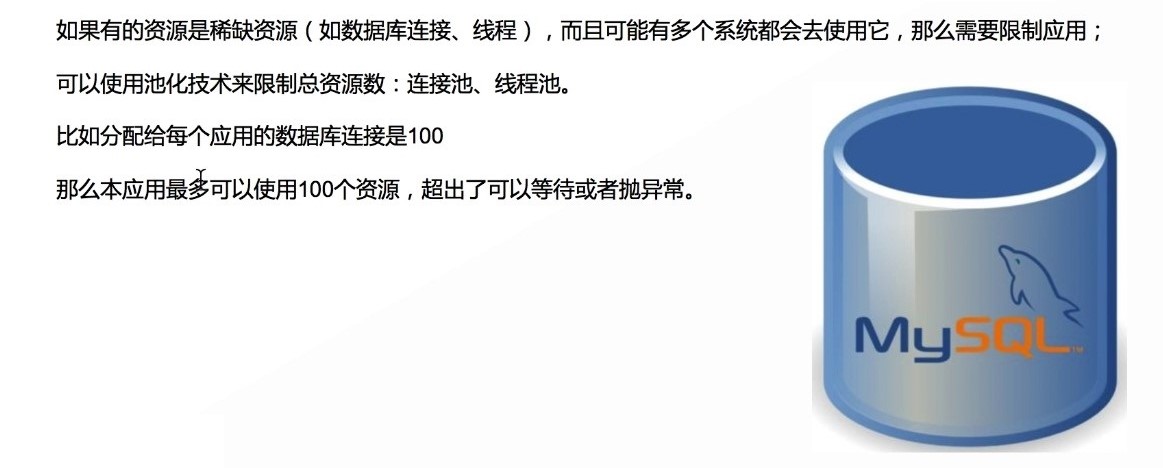 如果有的资源是稀缺资源（如数据库连接、线程），而且可能有多个系统都会去使用它，那么需要限制应用；
可以使用池化技术来限制总资源数：连接池、线程池。
比如分配给每个应用的数据库连接是100
那么本应用最多可以使用100个资源，超出了可以等待或者抛异常。
MySQL™